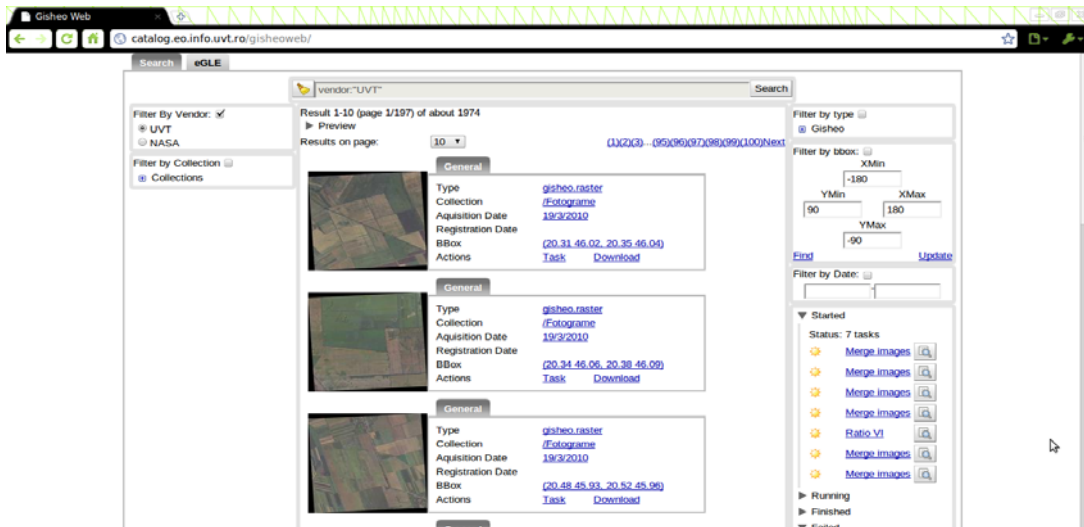 Gisheo Web
catalog.eo.info.uvt.ro/gisheoweb/
Search eGLE
vendor:"UVT" Search
Filter By Vendor:
UVT
NASA
Filter by Collection
Collections
Result 1-10 (page 1/197) of about 1974
Preview
Results on page: 10 (1)(2)(3)...(95)(96)(97)(98)(99)(100)Next
General
Type gisheo.raster
Collection /Fotograme
Aquisition Date 19/3/2010
Registration Date
BBox (20.31 46.02, 20.35 46.04)
Actions Task Download
General
Type gisheo.raster
Collection /Fotograme
Aquisition Date 19/3/2010
Registration Date
BBox (20.34 46.06, 20.38 46.09)
Actions Task Download
General
Type gisheo.raster
Collection /Fotograme
Aquisition Date 19/3/2010
Registration Date
BBox (20.48 45.93, 20.52 45.96)
Actions Task Download
Filter by type
Gisheo
Filter by bbox:
XMin
-180
YMin XMax
90 180
YMax
-90
Find Update
Filter by Date:
-
Started
Status: 7 tasks
Merge images
Merge images
Merge images
Merge images
Ratio VI
Merge images
Merge images
Running
Finished
Failed